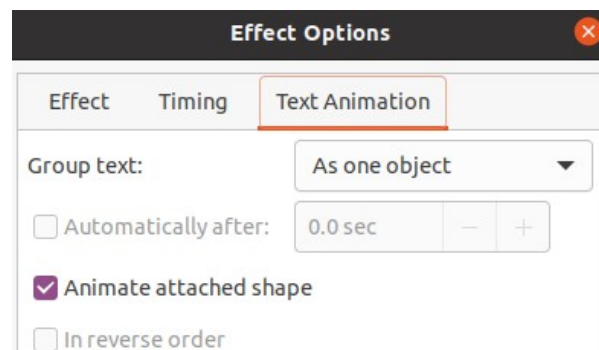 Effect Options
Effect Timing Text Animation
Group text: As one object
Automatically after: 0.0 sec
Animate attached shape
In reverse order